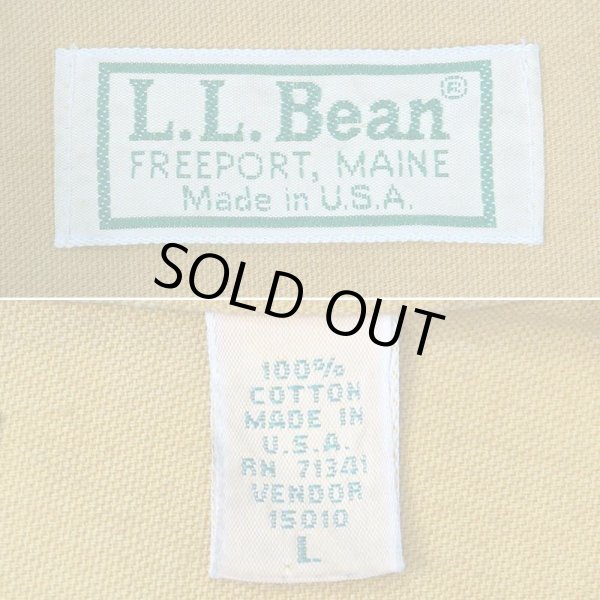 L.L.Bean®
FREEPORT, MAINE
Made in U.S.A.
SOLD OUT
100%
COTTON
MADE IN
U.S.A.
RN 71341
VENDOR
15010
L